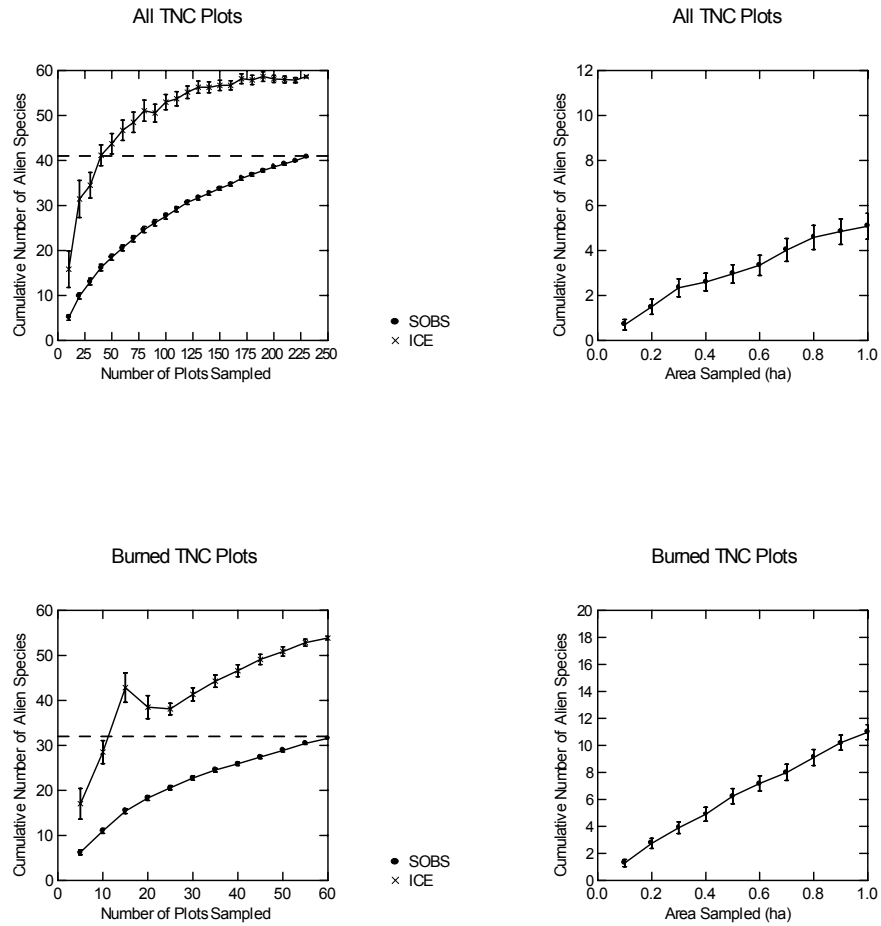 All TNC Plots
Cumulative Number of Alien Species
60
50
40
30
20
10
0
0 25 50 75 100 125 150 175 200 225 250
Number of Plots Sampled
SOBS
ICE
All TNC Plots
Cumulative Number of Alien Species
12
10
8
6
4
2
0
0.0 0.2 0.4 0.6 0.8 1.0
Area Sampled (ha)
Burned TNC Plots
Cumulative Number of Alien Species
60
50
40
30
20
10
0
0 10 20 30 40 50 60
Number of Plots Sampled
SOBS
ICE
Burned TNC Plots
Cumulative Number of Alien Species
20
18
16
14
12
10
8
6
4
2
0
0.0 0.2 0.4 0.6 0.8 1.0
Area Sampled (ha)